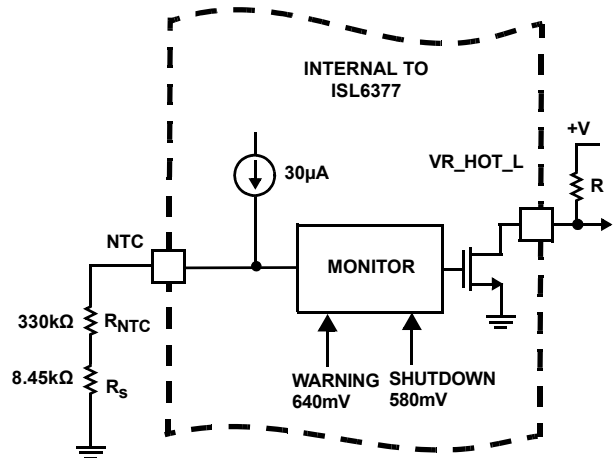 INTERNAL TO
ISL6377
+V
VR_HOT_L
R
30µA
NTC
MONITOR
330kΩ
RNTC
8.45kΩ
Rs
WARNING
640mV
SHUTDOWN
580mV